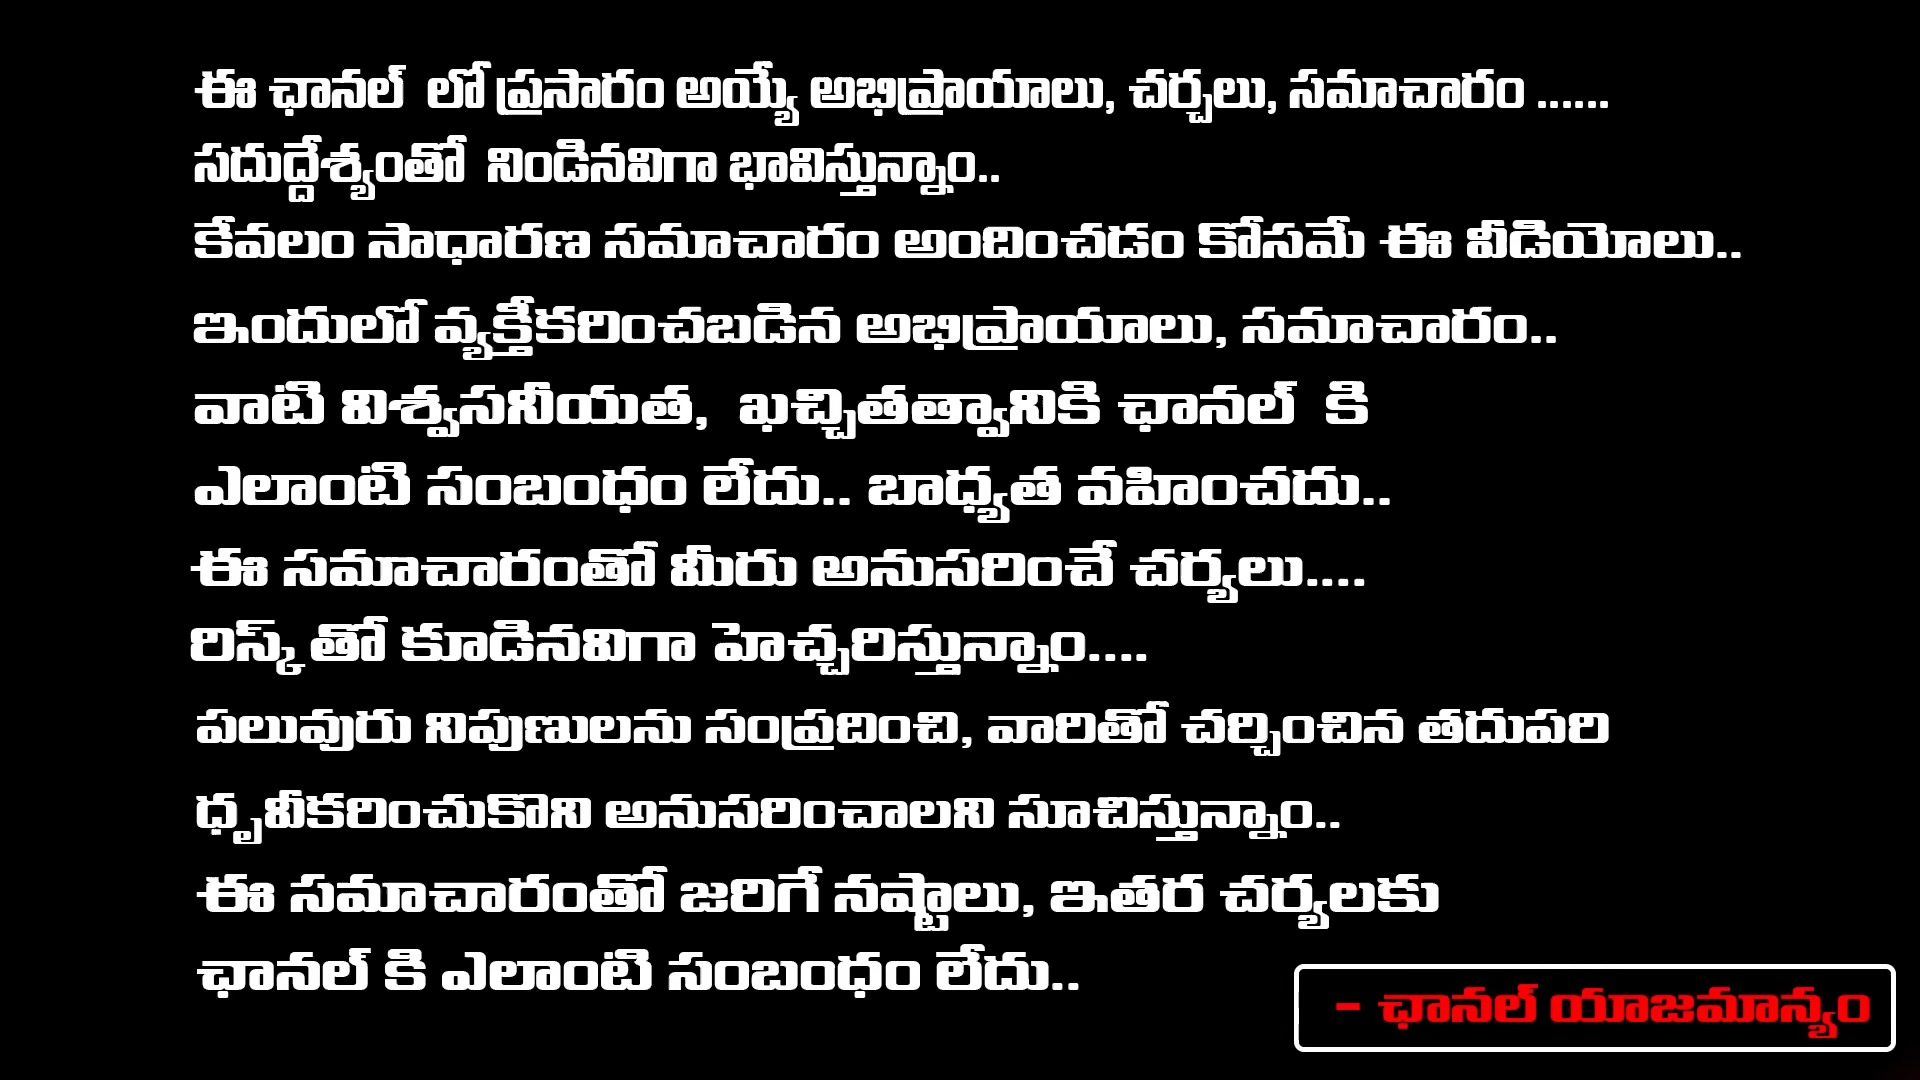 ఈ ఛానల్ లో ప్రసారం అయ్యే అభిప్రాయాలు, చర్చలు, సమాచారం ......
సదుద్దేశ్యంతో నిండినవిగా భావిస్తున్నాం..
కేవలం సాధారణ సమాచారం అందించడం కోసమే ఈ వీడియోలు..
ఇందులో వ్యక్తీకరించబడిన అభిప్రాయాలు, సమాచారం..
వాటి విశ్వసనీయత, ఖచ్చితత్వానికి ఛానల్ కి
ఎలాంటి సంబంధం లేదు.. బాధ్యత వహించదు..
ఈ సమాచారంతో మీరు అనుసరించే చర్యలు....
రిస్క్ తో కూడినవిగా హెచ్చరిస్తున్నాం....
పలువురు నిపుణులను సంప్రదించి, వారితో చర్చించిన తదుపరి
ధృవీకరించుకొని అనుసరించాలని సూచిస్తున్నాం..
ఈ సమాచారంతో జరిగే నష్టాలు, ఇతర చర్యలకు
ఛానల్ కి ఎలాంటి సంబంధం లేదు..
- ఛానల్ యాజమాన్యం